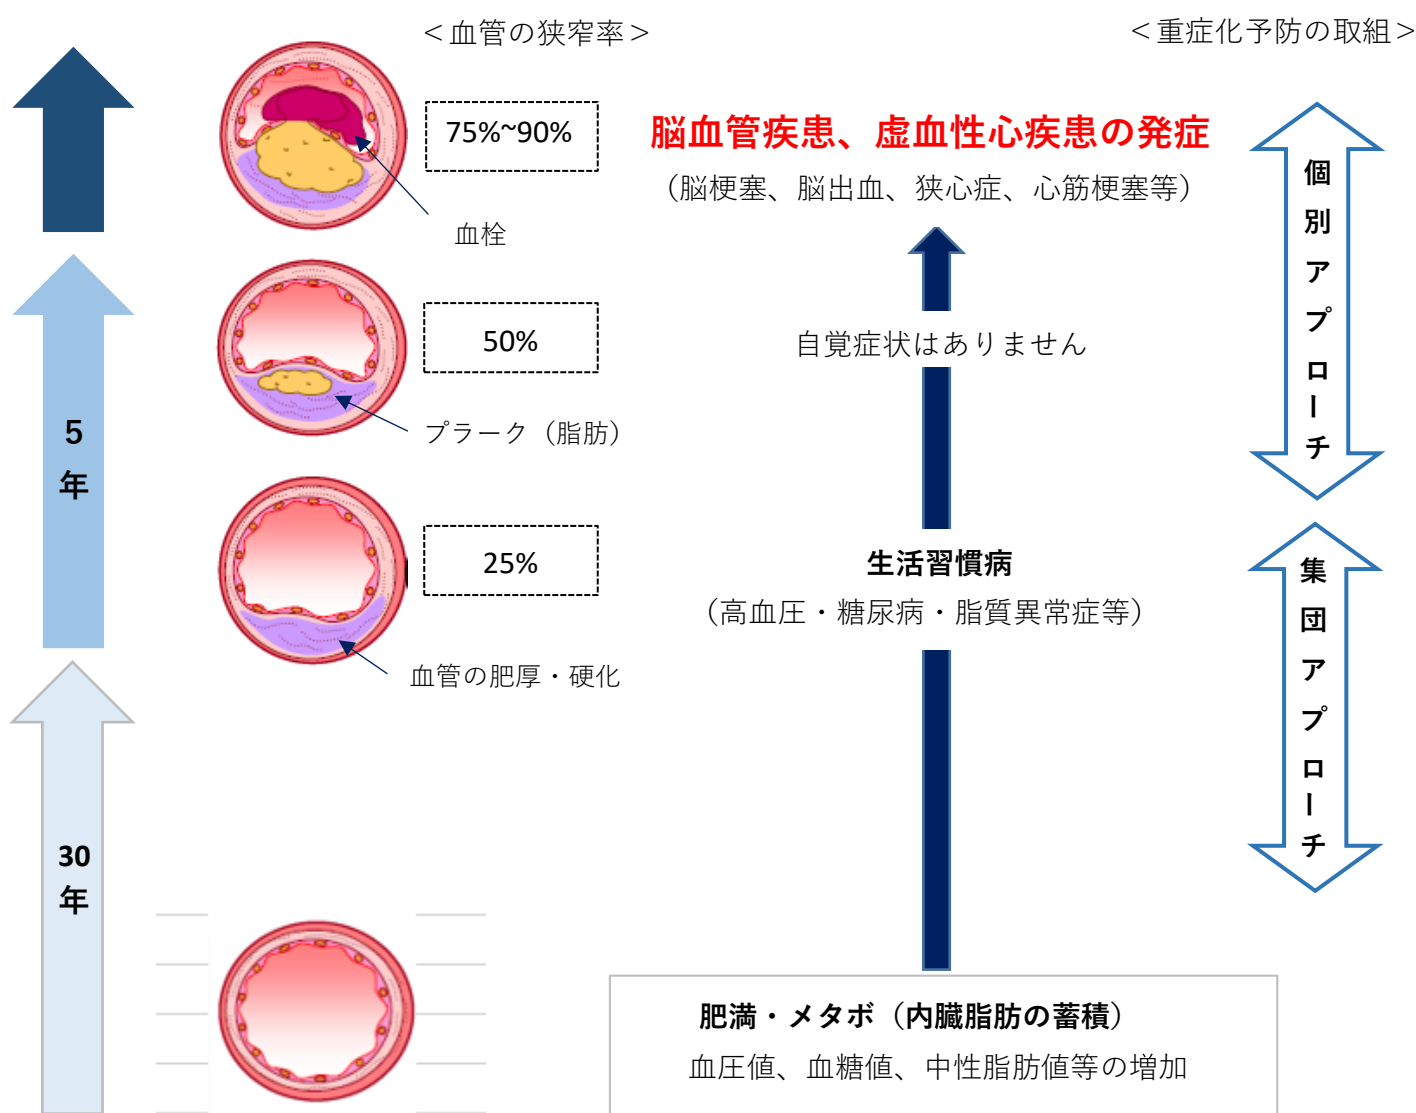 ＜血管の狭窄率＞
＜重症化予防の取組＞
75%~90%
血栓
脳血管疾患、虚血性心疾患の発症
（脳梗塞、脳出血、狭心症、心筋梗塞等）
個別アプローチ
50%
プラーク（脂肪）
自覚症状はありません
5年
25%
血管の肥厚・硬化
生活習慣病
（高血圧・糖尿病・脂質異常症等）
集団アプローチ
30年
肥満・メタボ（内臓脂肪の蓄積）
血圧値、血糖値、中性脂肪値等の増加